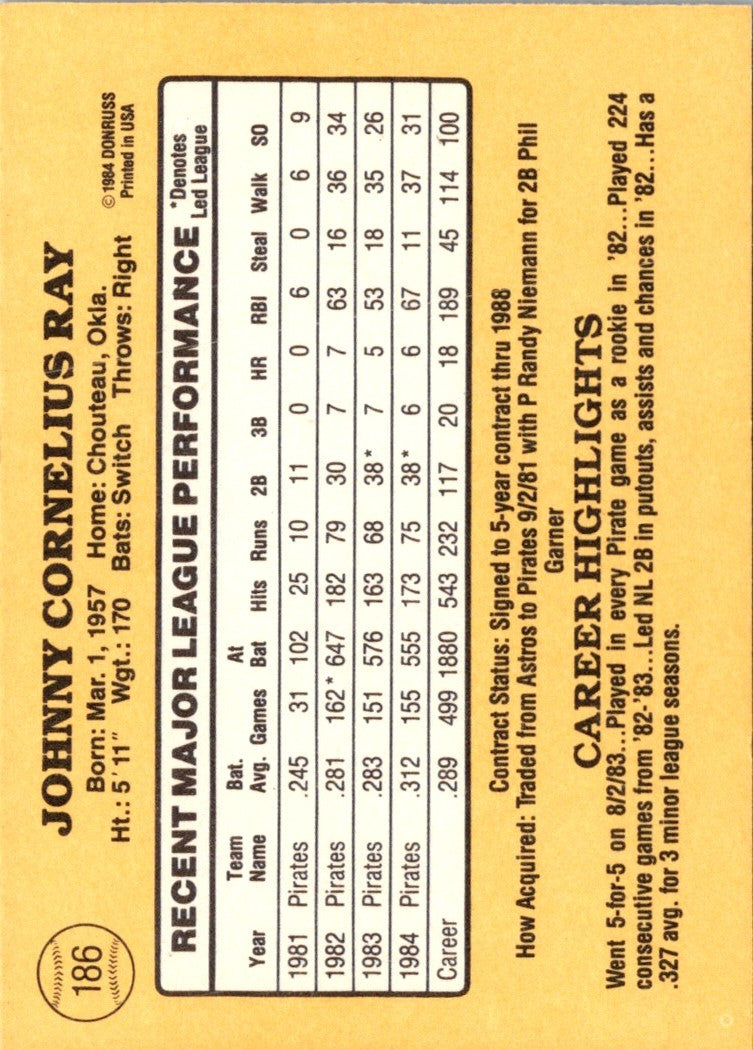 186
JOHNNY CORNELIUS RAY
Born: Mar. 1, 1957 Home: Chouteau, Okla. ©1984 DONRUSS
Ht.: 5'11" Wgt.: 170 Bats: Switch Throws: Right Printed in USA
RECENT MAJOR LEAGUE PERFORMANCE *Denotes Led League
Year Team Name Bat. Avg. Games At Bat Hits Runs 2B 3B HR RBI Steal Walk SO
1981 Pirates .245 31 102 25 10 11 0 0 6 0 6 9
1982 Pirates .281 162* 647 182 79 30 7 7 63 16 36 34
1983 Pirates .283 151 576 163 68 38* 7 5 53 18 35 26
1984 Pirates .312 155 555 173 75 38* 6 6 67 11 37 31
Career .289 499 1880 543 232 117 20 18 189 45 114 100
Contract Status: Signed to 5-year contract thru 1988
How Acquired: Traded from Astros to Pirates 9/2/81 with P Randy Niemann for 2B Phil
Garner
CAREER HIGHLIGHTS
Went 5-for-5 on 8/2/83...Played in every Pirate game as a rookie in '82...Played 224
consecutive games from '82-'83...Led NL 2B in putouts, assists and chances in '82...Has a
.327 avg. for 3 minor league seasons.